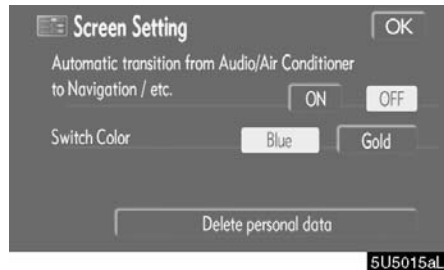 Screen Setting
OK
Automatic transition from Audio/Air Conditioner
to Navigation / etc.
ON
OFF
Switch Color
Blue
Gold
Delete personal data
5U5015aL